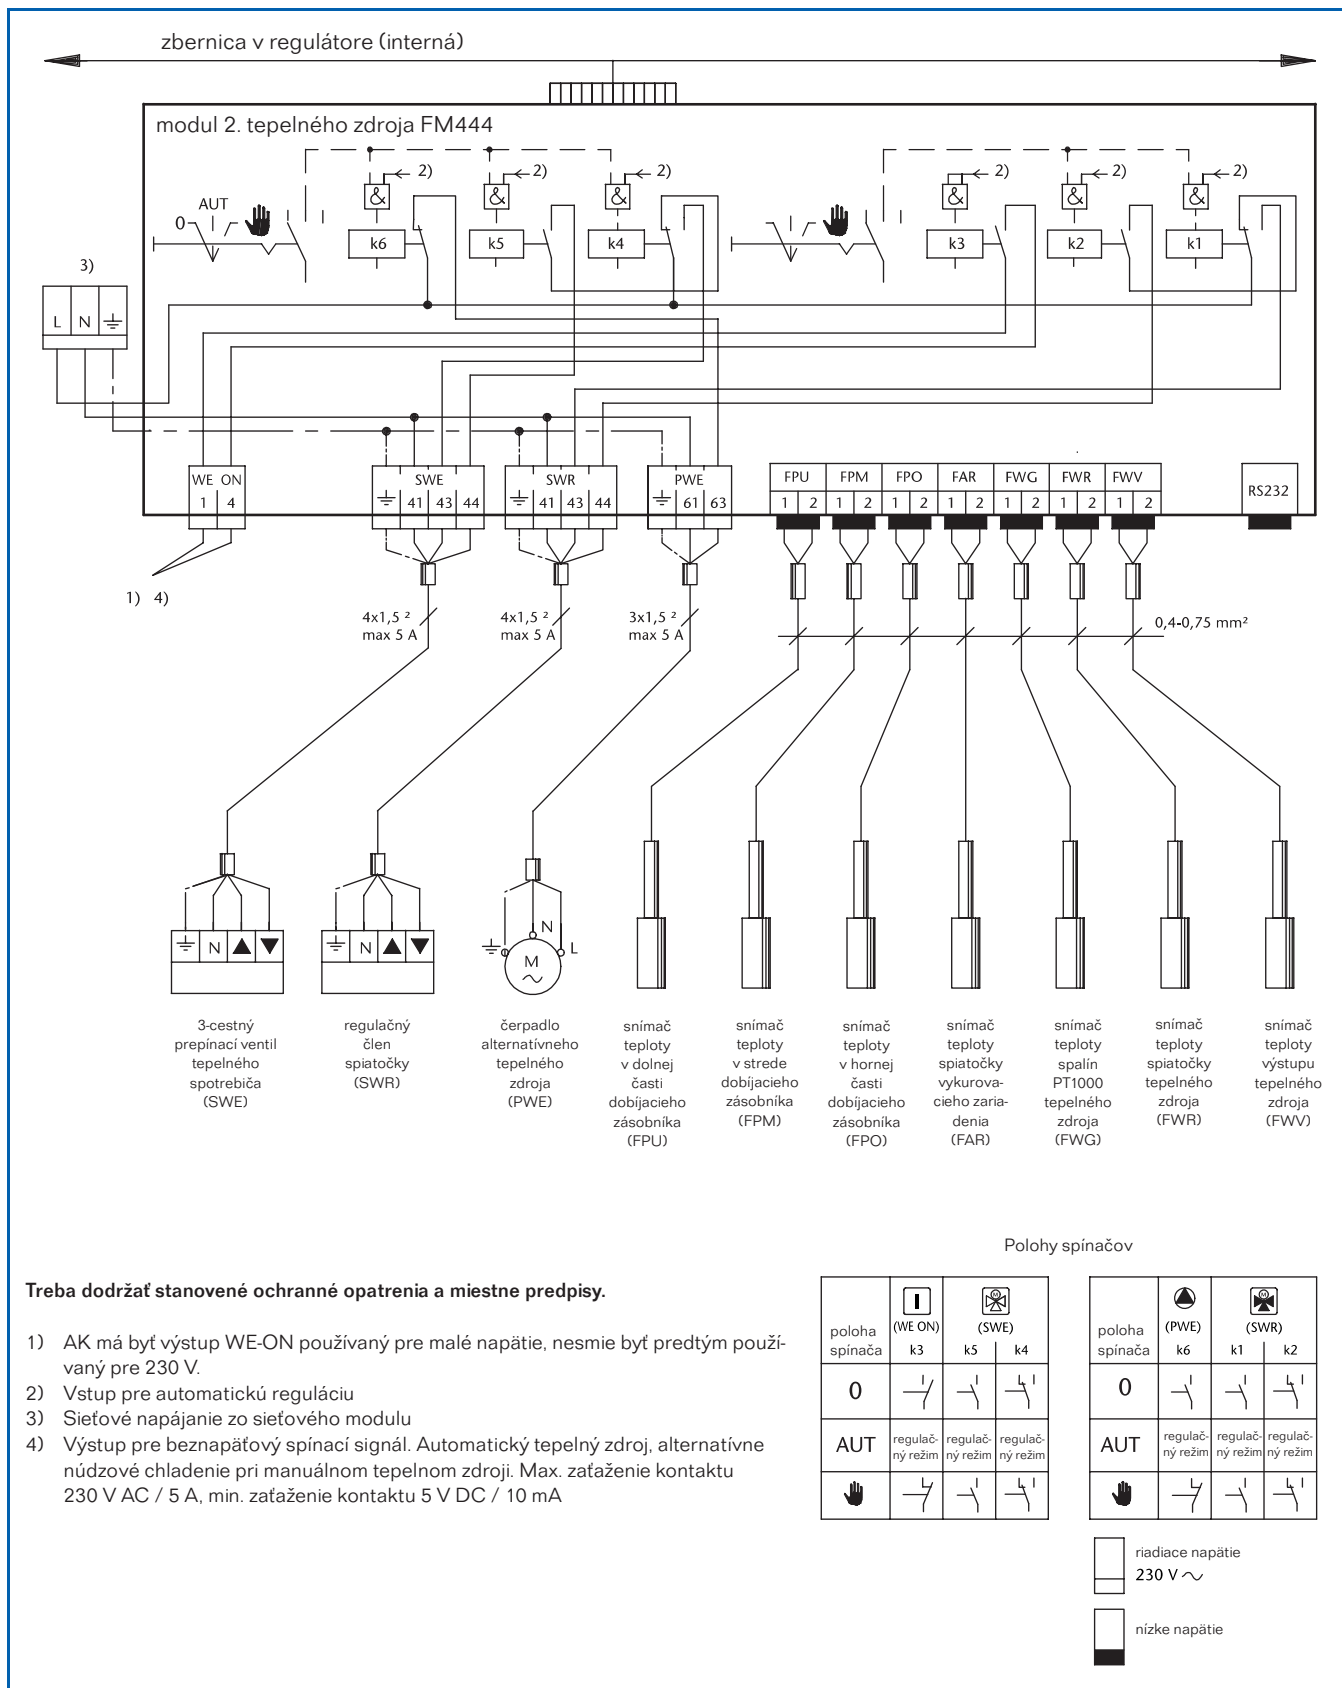 zbernica v regulátore (interná)
modul 2. tepelného zdroja FM444
2) 2) 2) 2) 2) 2)
AUT
0
k6 k5 k4 k3 k2 k1
3)
L N
WE ON SWE SWR PWE FPU FPM FPO FAR FWG FWR FWV RS232
1 4 41 43 44 41 43 44 61 63 1 2 1 2 1 2 1 2 1 2 1 2 1 2
1) 4)
4x1,5 ² 4x1,5 ² 3x1,5 ² 0,4-0,75 mm²
max 5 A max 5 A max 5 A
N
L
N N M
3-cestný
prepínací ventil
tepelného
spotrebiča
(SWE)
regulačný
člen
spiatočky
(SWR)
čerpadlo
alternatívneho
tepelného
zdroja
(PWE)
snímač
teploty
v dolnej
časti
dobíjacieho
zásobníka
(FPU)
snímač
teploty
v strede
dobíjacieho
zásobníka
(FPM)
snímač
teploty
v hornej
časti
dobíjacieho
zásobníka
(FPO)
snímač
teploty
spiatočky
vykurova-
cieho zaria-
denia
(FAR)
snímač
teploty
spalín
PT1000
tepelného
zdroja
(FWG)
snímač
teploty
spiatočky
tepelného
zdroja
(FWR)
snímač
teploty
výstupu
tepelného
zdroja
(FWV)
Treba dodržať stanovené ochranné opatrenia a miestne predpisy.
1) AK má byť výstup WE-ON používaný pre malé napätie, nesmie byť predtým použí-
vaný pre 230 V.
2) Vstup pre automatickú reguláciu
3) Sieťové napájanie zo sieťového modulu
4) Výstup pre beznapäťový spínací signál. Automatický tepelný zdroj, alternatívne
núdzové chladenie pri manuálnom tepelnom zdroji. Max. zaťaženie kontaktu
230 V AC / 5 A, min. zaťaženie kontaktu 5 V DC / 10 mA
Polohy spínačov
I M
poloha (WE ON) (SWE)
spínača k3 k5 k4
0
AUT regulač- regulač- regulač-
ný režim ný režim ný režim
M
poloha (PWE) (SWR)
spínača k6 k1 k2
0
AUT regulač- regulač- regulač-
ný režim ný režim ný režim
riadiace napätie
230 V
nízke napätie